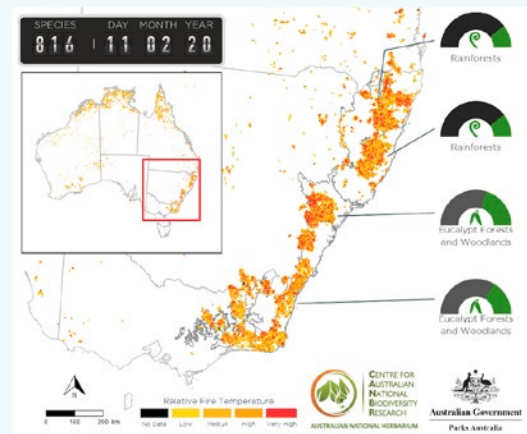 SPECIES DAY MONTH YEAR
816 11 02 20
Rainforests
Rainforests
Eucalypt Forests
and Woodlands
Eucalypt Forests
and Woodlands
N
0 100 200 km
Relative Fire Temperature
No Data Low Medium High Very High
CENTRE FOR
AUSTRALIAN
NATIONAL
BIODIVERSITY
RESEARCH
AUSTRALIAN NATIONAL HERBARIUM
Australian Government
Parks Australia